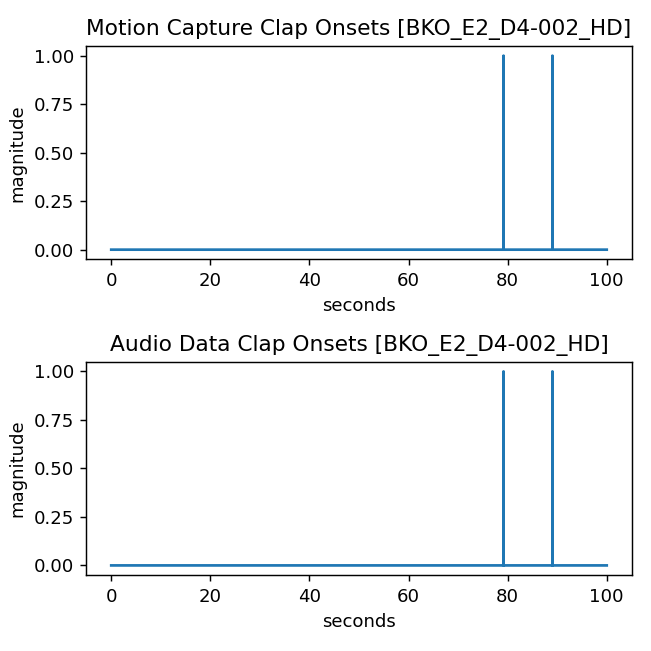 Motion Capture Clap Onsets [BKO_E2_D4-002_HD]
1.00
0.75
0.50
0.25
0.00
magnitude
0 20 40 60 80 100
seconds
Audio Data Clap Onsets [BKO_E2_D4-002_HD]
1.00
0.75
0.50
0.25
0.00
magnitude
0 20 40 60 80 100
seconds